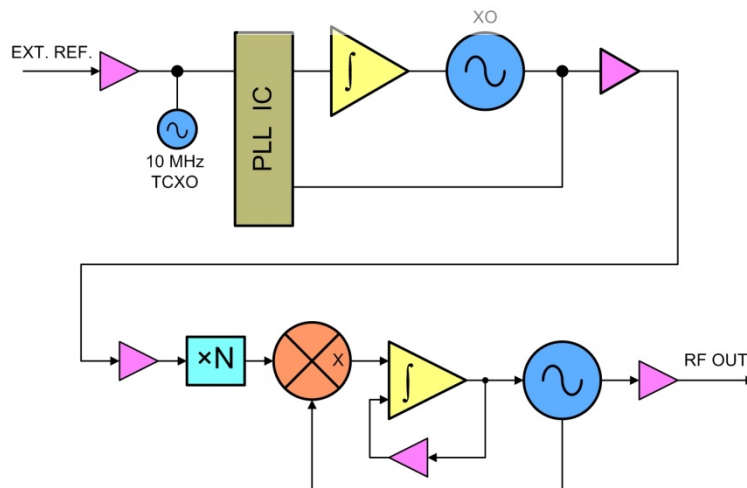 XO
EXT. REF.
∫
PLL IC
10 MHz
TCXO
×N
X
∫
RF OUT